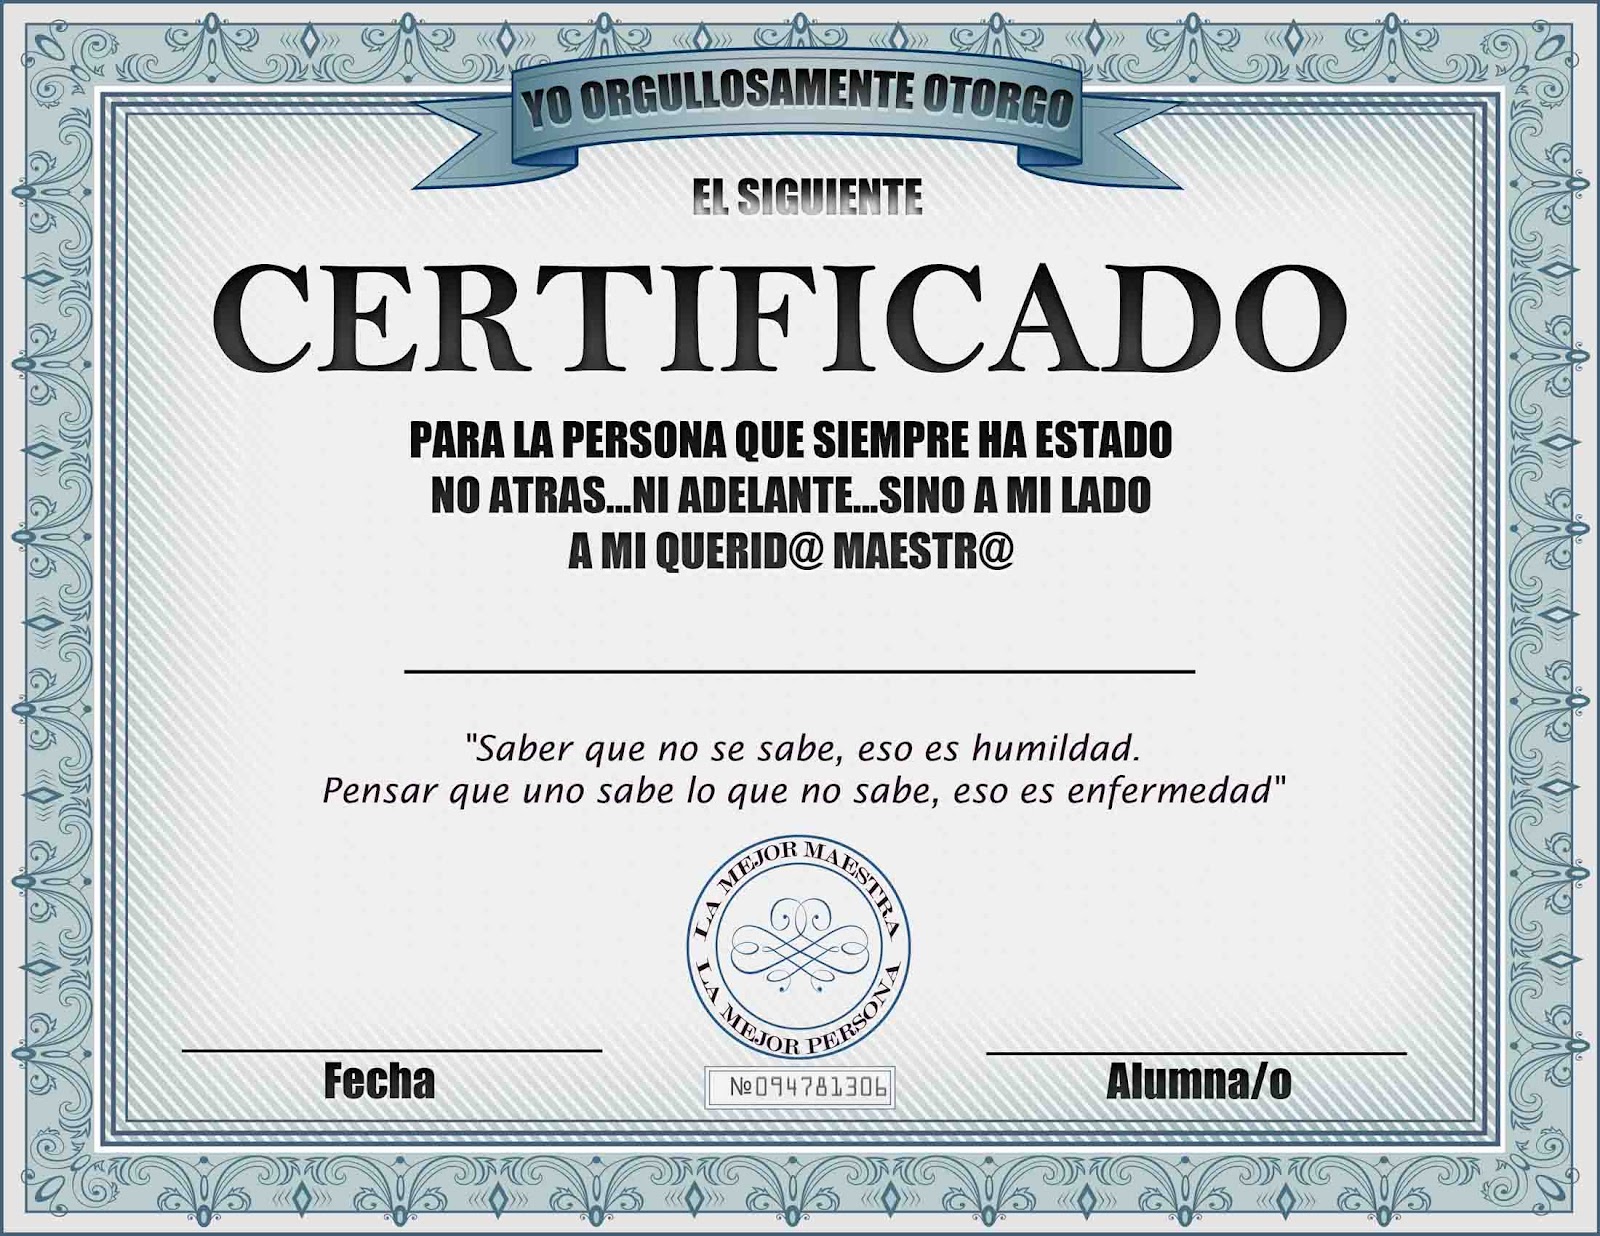 YO ORGULLOSAMENTE OTORGO
EL SIGUIENTE
CERTIFICADO
PARA LA PERSONA QUE SIEMPRE HA ESTADO
NO ATRAS...NI ADELANTE...SINO A MI LADO
A MI QUERID@ MAESTR@
"Saber que no se sabe, eso es humildad.
Pensar que uno sabe lo que no sabe, eso es enfermedad"
LA MEJOR MAESTRA
LA MEJOR PERSONA
Fecha
№094781306
Alumna/o